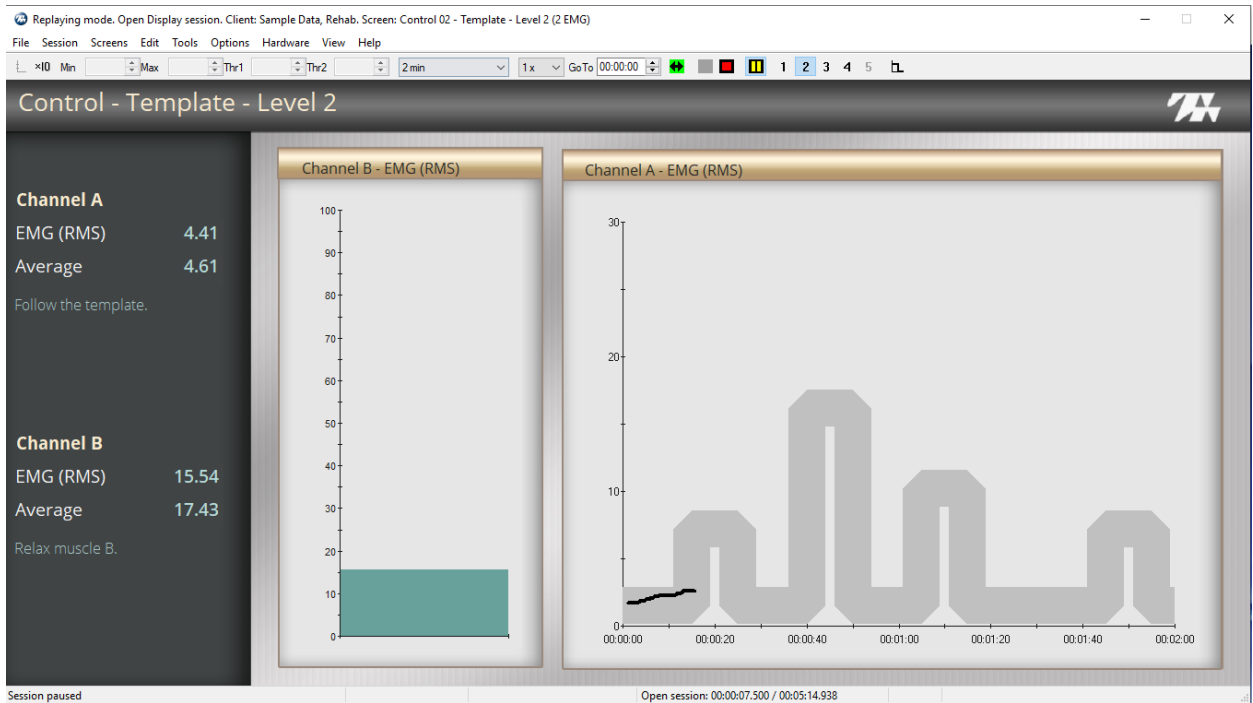 Replaying mode. Open Display session. Client: Sample Data, Rehab. Screen: Control 02 - Template - Level 2 (2 EMG)
File Session Screens Edit Tools Options Hardware View Help
×10 Min Max Thr1 Thr2 2 min 1 x GoTo 00:00:00 1 2 3 4 5
Control - Template - Level 2
Channel A
EMG (RMS) 4.41
Average 4.61
Follow the template.
Channel B
EMG (RMS) 15.54
Average 17.43
Relax muscle B.
Channel B - EMG (RMS)
100
90
80
70
60
50
40
30
20
10
0
Channel A - EMG (RMS)
30
20
10
0
00:00:00 00:00:20 00:00:40 00:01:00 00:01:20 00:01:40 00:02:00
Session paused Open session: 00:00:07.500 / 00:05:14.938